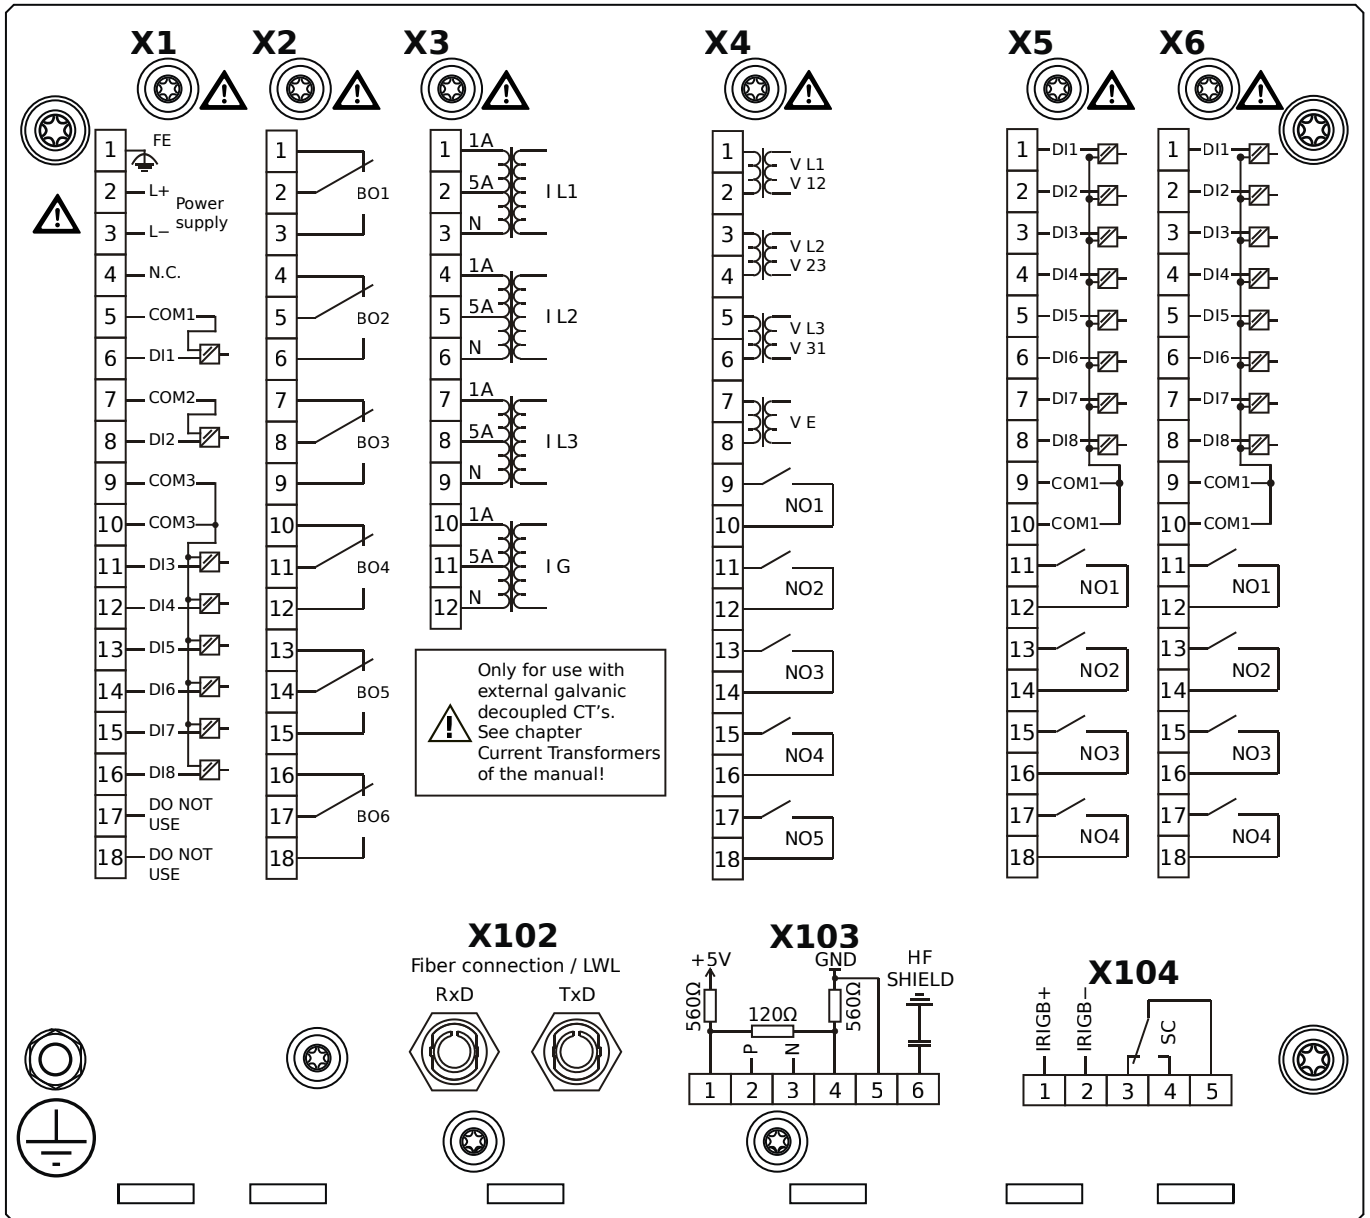 X1
X2
X3
X4
X5
X6
1 FE
2 L+
Power
supply
3 L−
4 N.C.
5 COM1
6 DI1
7 COM2
8 DI2
9 COM3
10 COM3
11 DI3
12 DI4
13 DI5
14 DI6
15 DI7
16 DI8
17 DO NOT
USE
18 DO NOT
USE
1
2 BO1
3
4
5 BO2
6
7
8 BO3
9
10
11 BO4
12
13
14 BO5
15
16
17 BO6
18
1 1A
2 5A I L1
3 N
4 1A
5 5A I L2
6 N
7 1A
8 5A I L3
9 N
10 1A
11 5A I G
12 N
Only for use with
external galvanic
decoupled CT's.
See chapter
Current Transformers
of the manual!
1 V L1
2 V 12
3 V L2
4 V 23
5 V L3
6 V 31
7
V E
8
9
NO1
10
11
NO2
12
13
NO3
14
15
NO4
16
17
NO5
18
1 DI1
2 DI2
3 DI3
4 DI4
5 DI5
6 DI6
7 DI7
8 DI8
9 COM1
10 COM1
11
NO1
12
13
NO2
14
15
NO3
16
17
NO4
18
1 DI1
2 DI2
3 DI3
4 DI4
5 DI5
6 DI6
7 DI7
8 DI8
9 COM1
10 COM1
11
NO1
12
13
NO2
14
15
NO3
16
17
NO4
18
X102
Fiber connection / LWL
RxD TxD
X103
+5V GND HF
SHIELD
560Ω 120Ω 560Ω
P N
1 2 3 4 5 6
X104
IRIGB+ IRIGB− SC
1 2 3 4 5